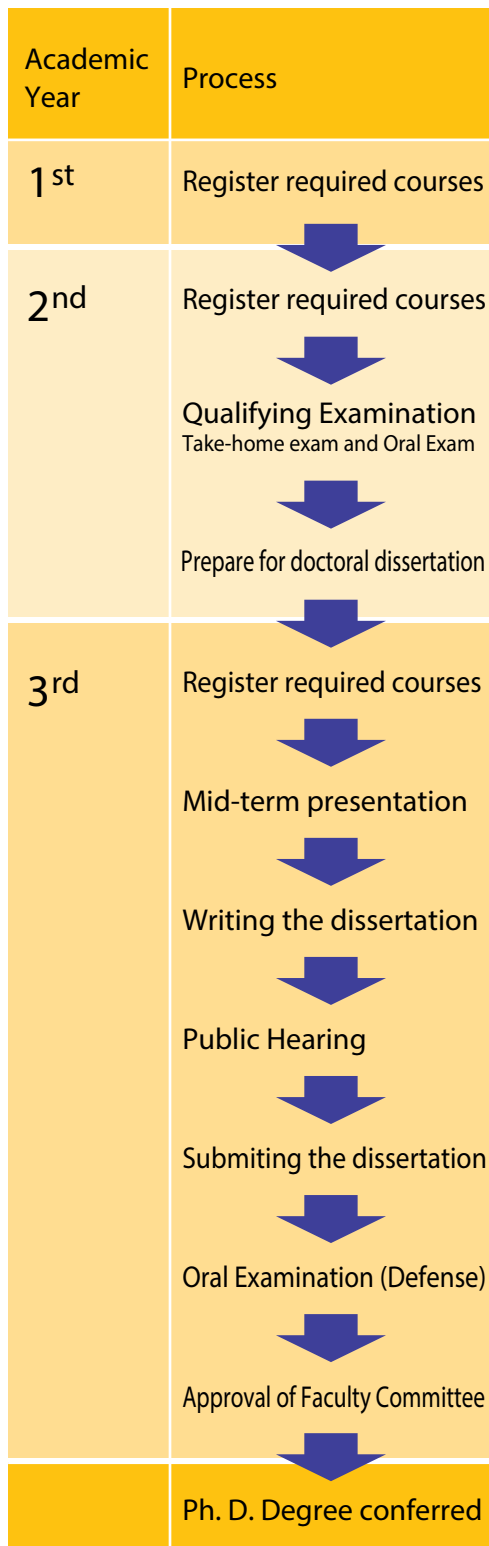 Academic
Year
Process
1st
Register required courses
2nd
Register required courses
Qualifying Examination
Take-home exam and Oral Exam
Prepare for doctoral dissertation
3rd
Register required courses
Mid-term presentation
Writing the dissertation
Public Hearing
Submiting the dissertation
Oral Examination (Defense)
Approval of Faculty Committee
Ph. D. Degree conferred